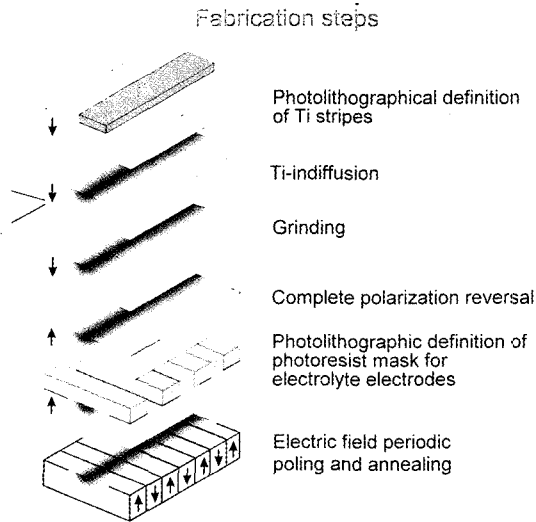 Fabrication steps
Photolithographical definition
of Ti stripes
Ti-indiffusion
Grinding
Complete polarization reversal
Photolithographic definition of
photoresist mask for
electrolyte electrodes
Electric field periodic
poling and annealing